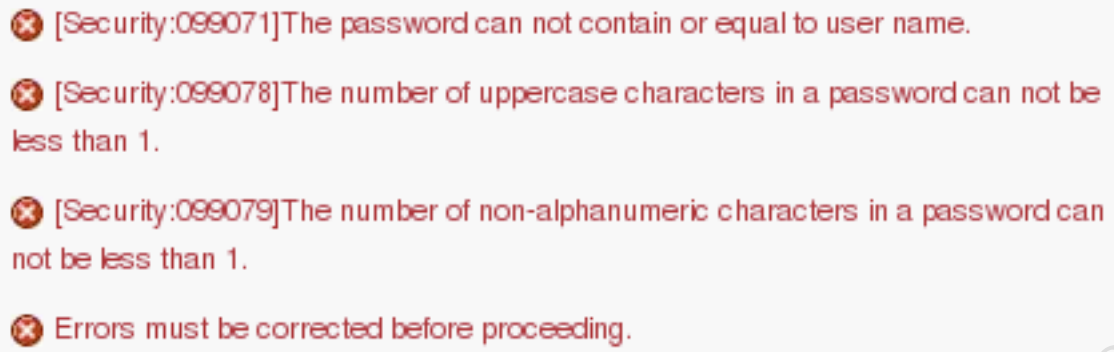 [Security:099071]The password can not contain or equal to user name.
[Security:099078]The number of uppercase characters in a password can not be
less than 1.
[Security:099079]The number of non-alphanumeric characters in a password can
not be less than 1.
Errors must be corrected before proceeding.